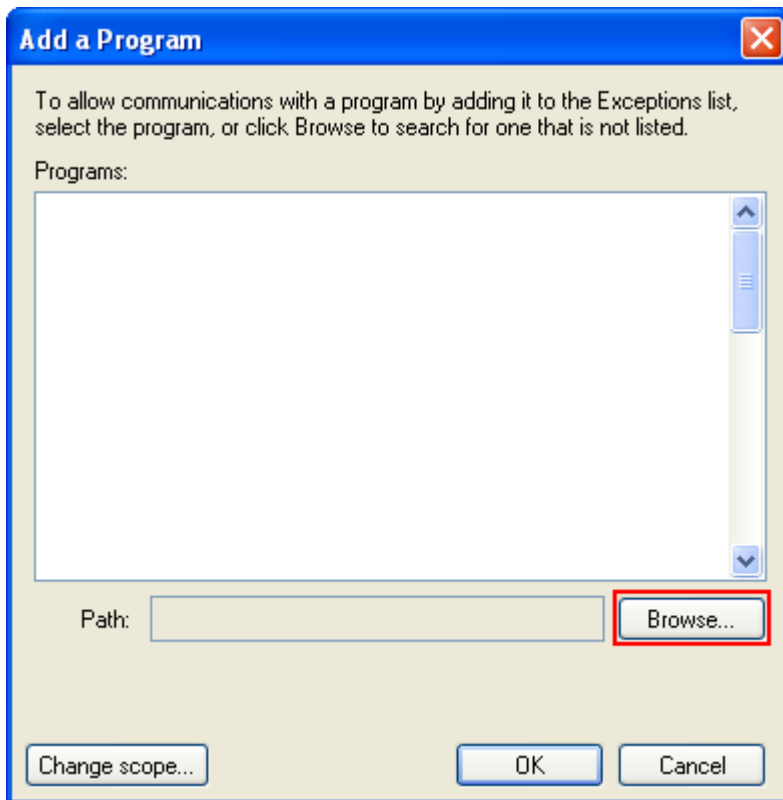 Add a Program
To allow communications with a program by adding it to the Exceptions list,
select the program, or click Browse to search for one that is not listed.
Programs:
Path:
Browse...
Change scope...
OK
Cancel